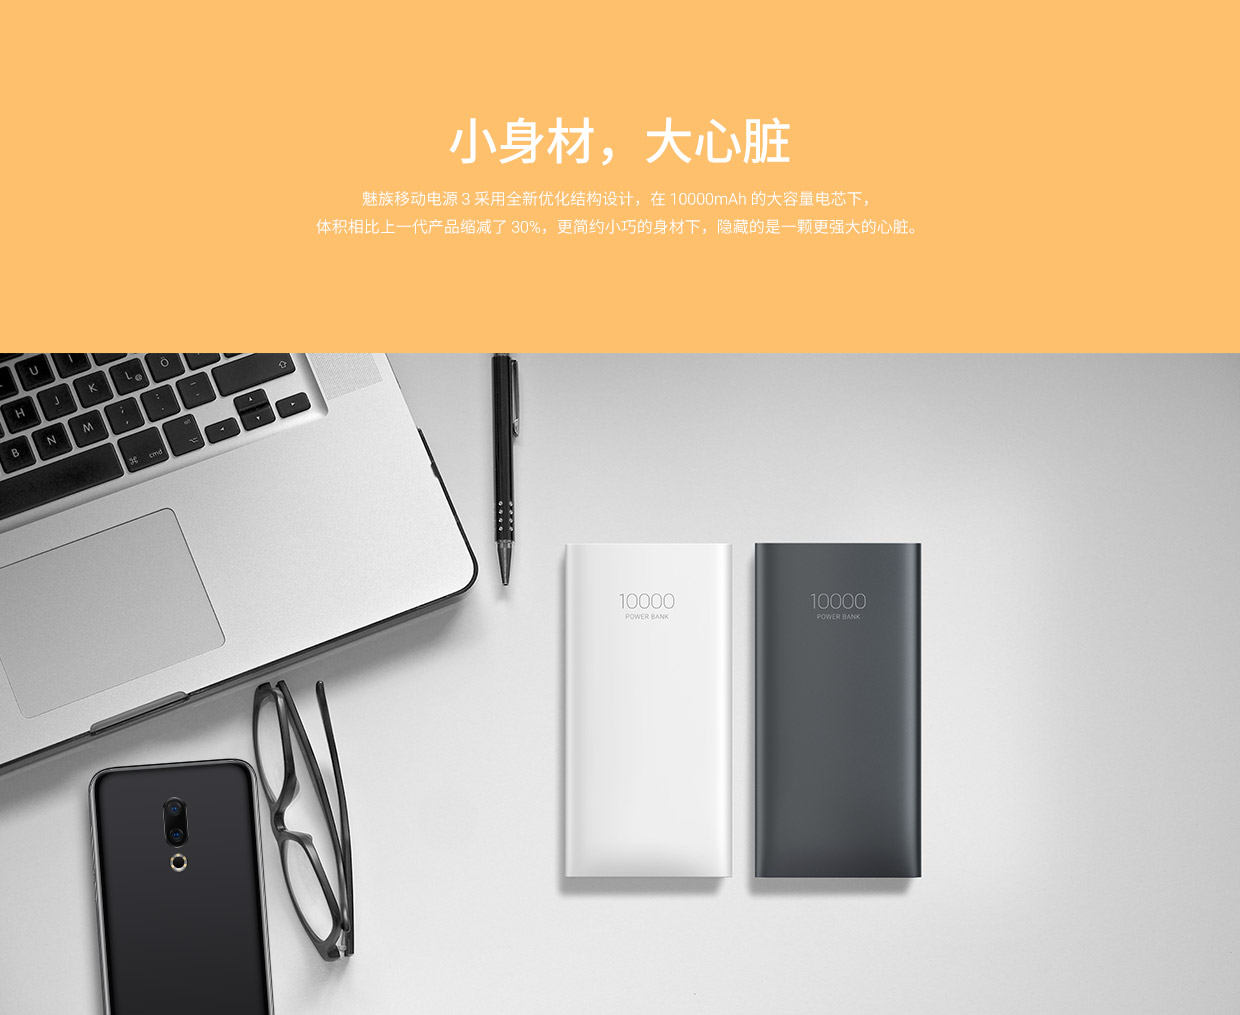 小身材，大心脏
魅族移动电源 3 采用全新优化结构设计，在 10000mAh 的大容量电芯下，
体积相比上一代产品缩减了 30%，更简约小巧的身材下，隐藏的是一颗更强大的心脏。
U I
Ö
H J K L @
B N M ; :
cmd
10000
POWER BANK
10000
POWER BANK